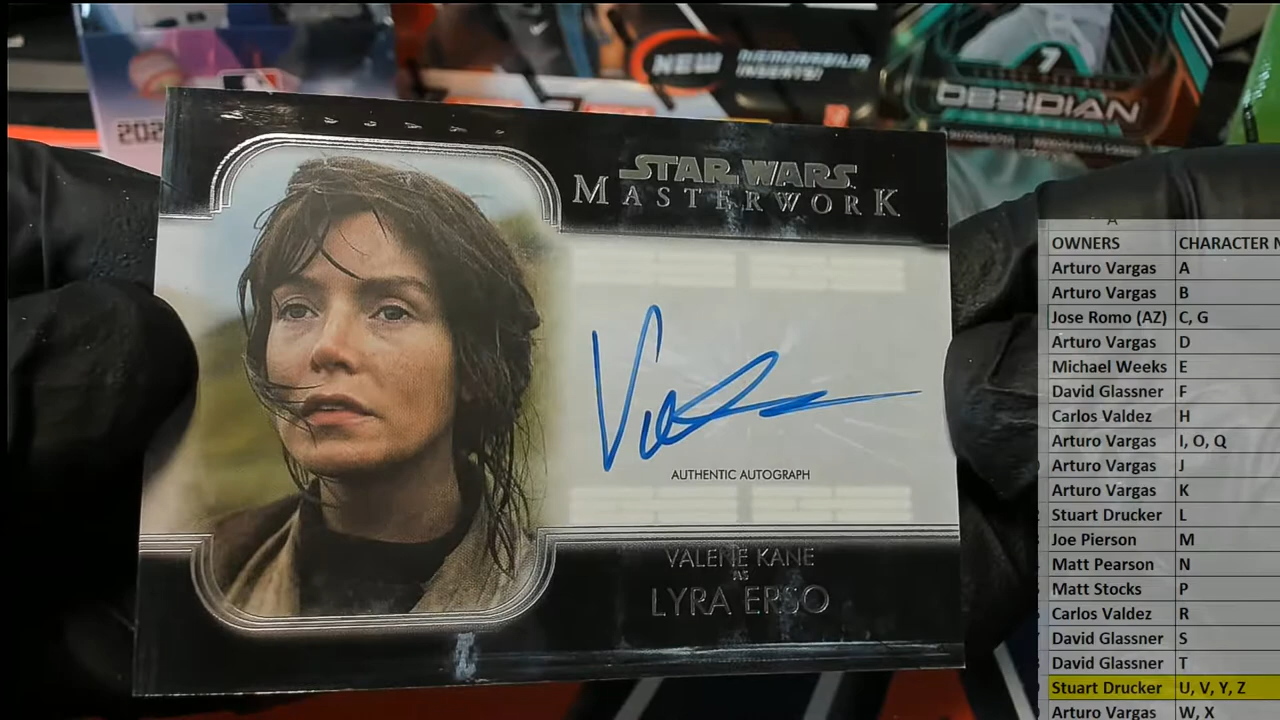 NEW
MEMORABILIA
INSERTS!
7
OBSIDIAN
202
STAR WARS
MASTERWORK
AUTHENTIC AUTOGRAPH
VALENE KANE
AS
LYRA ERSO
A
OWNERS CHARACTER N
Arturo Vargas A
Arturo Vargas B
Jose Romo (AZ) C, G
Arturo Vargas D
Michael Weeks E
David Glassner F
Carlos Valdez H
Arturo Vargas I, O, Q
Arturo Vargas J
Arturo Vargas K
Stuart Drucker L
Joe Pierson M
Matt Pearson N
Matt Stocks P
Carlos Valdez R
David Glassner S
David Glassner T
Stuart Drucker U, V, Y, Z
Arturo Vargas W, X